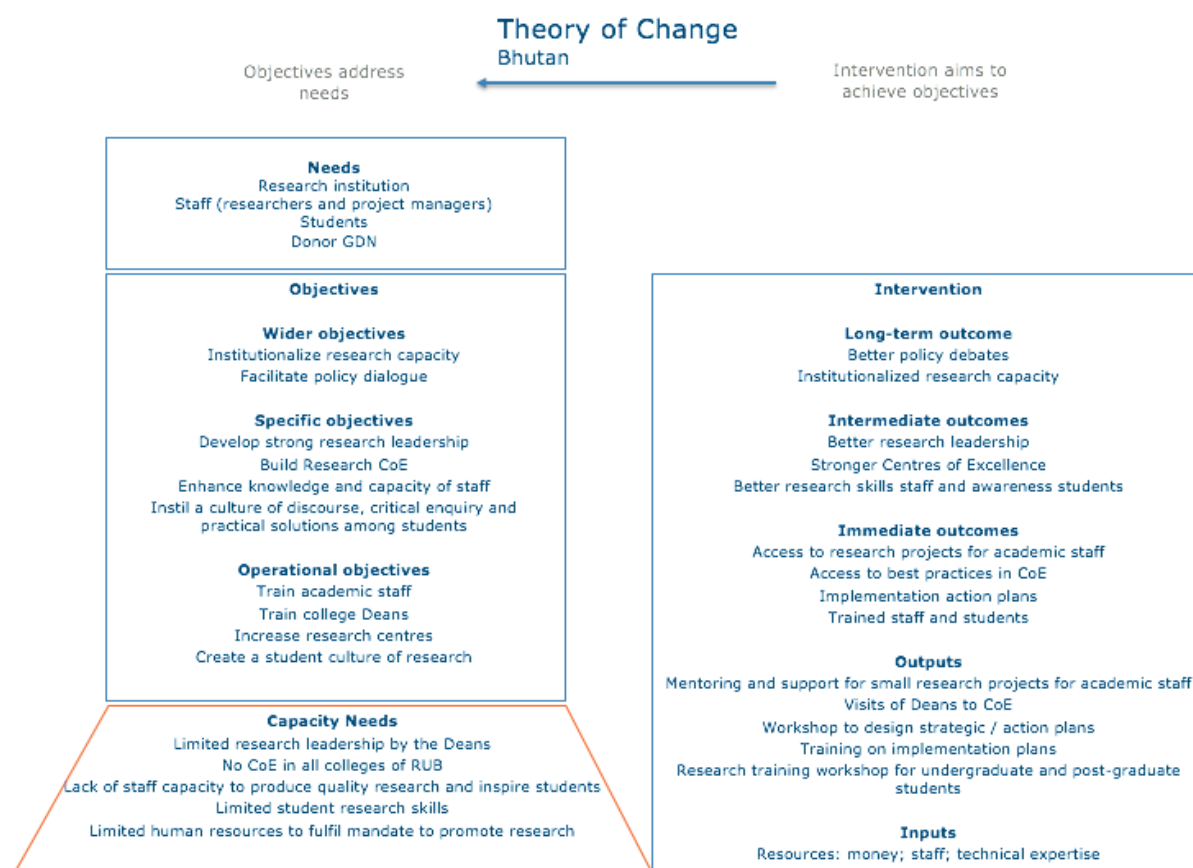 Theory of Change
Bhutan
Objectives address
needs
Intervention aims to
achieve objectives
Needs
Research institution
Staff (researchers and project managers)
Students
Donor GDN
Objectives
Wider objectives
Institutionalize research capacity
Facilitate policy dialogue
Specific objectives
Develop strong research leadership
Build Research CoE
Enhance knowledge and capacity of staff
Instil a culture of discourse, critical enquiry and
practical solutions among students
Operational objectives
Train academic staff
Train college Deans
Increase research centres
Create a student culture of research
Capacity Needs
Limited research leadership by the Deans
No CoE in all colleges of RUB
Lack of staff capacity to produce quality research and inspire students
Limited student research skills
Limited human resources to fulfil mandate to promote research
Intervention
Long-term outcome
Better policy debates
Institutionalized research capacity
Intermediate outcomes
Better research leadership
Stronger Centres of Excellence
Better research skills staff and awareness students
Immediate outcomes
Access to research projects for academic staff
Access to best practices in CoE
Implementation action plans
Trained staff and students
Outputs
Mentoring and support for small research projects for academic staff
Visits of Deans to CoE
Workshop to design strategic / action plans
Training on implementation plans
Research training workshop for undergraduate and post-graduate
students
Inputs
Resources: money; staff; technical expertise